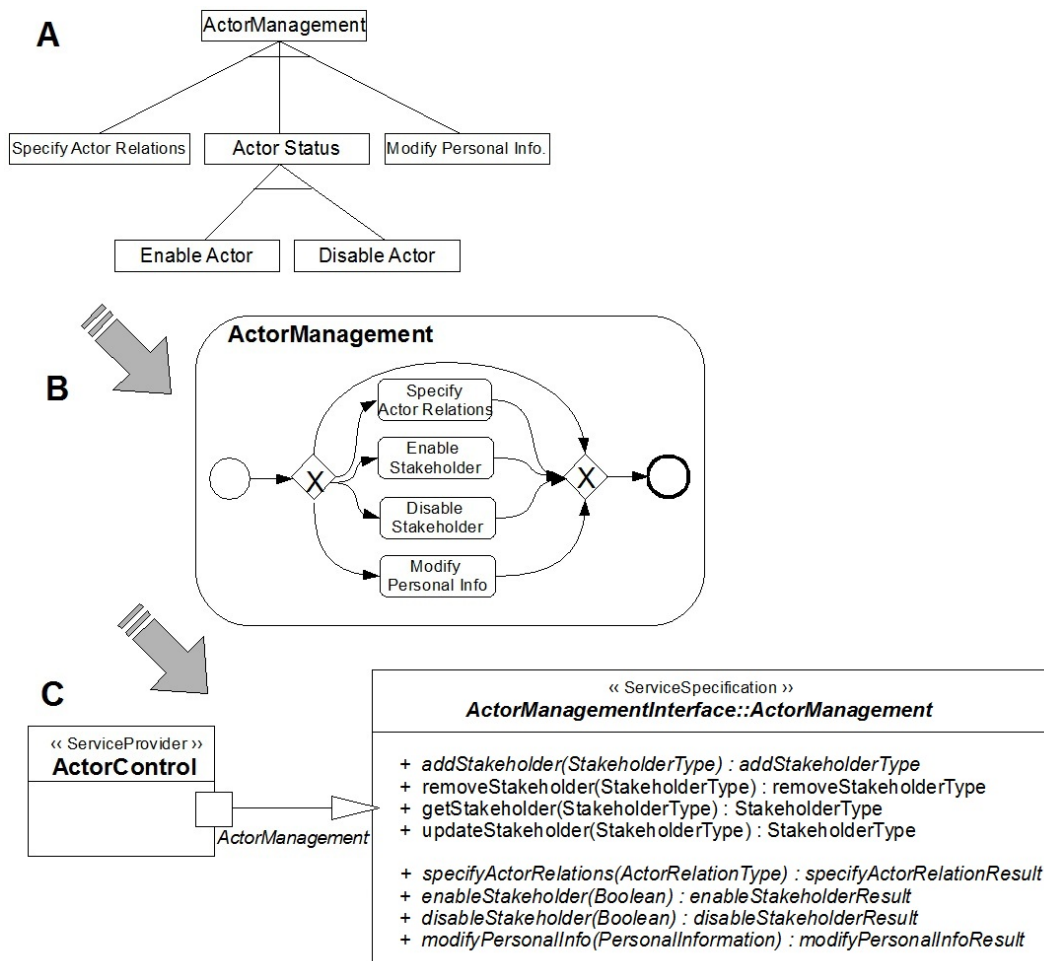 A
ActorManagement
Specify Actor Relations
Actor Status
Modify Personal Info.
Enable Actor
Disable Actor
B
ActorManagement
Specify
Actor Relations
Enable
Stakeholder
X
X
Disable
Stakeholder
Modify
Personal Info
C
‹‹ ServiceProvider ››
ActorControl
ActorManagement
‹‹ ServiceSpecification ››
ActorManagementInterface::ActorManagement
+ addStakeholder(StakeholderType) : addStakeholderType
+ removeStakeholder(StakeholderType) : removeStakeholderType
+ getStakeholder(StakeholderType) : StakeholderType
+ updateStakeholder(StakeholderType) : StakeholderType
+ specifyActorRelations(ActorRelationType) : specifyActorRelationResult
+ enableStakeholder(Boolean) : enableStakeholderResult
+ disableStakeholder(Boolean) : disableStakeholderResult
+ modifyPersonalInfo(PersonalInformation) : modifyPersonalInfoResult